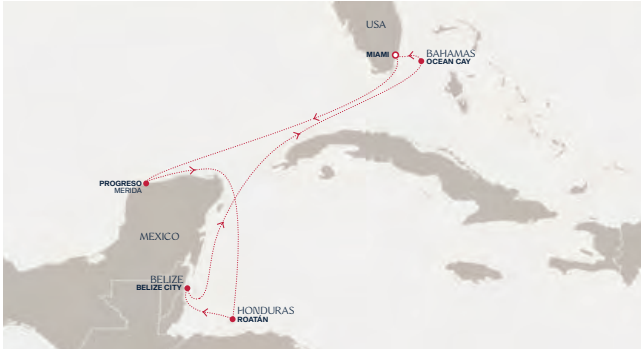 USA
MIAMI
BAHAMAS
OCEAN CAY
PROGRESO
MERIDA
MEXICO
BELIZE
BELIZE CITY
HONDURAS
ROATÁN